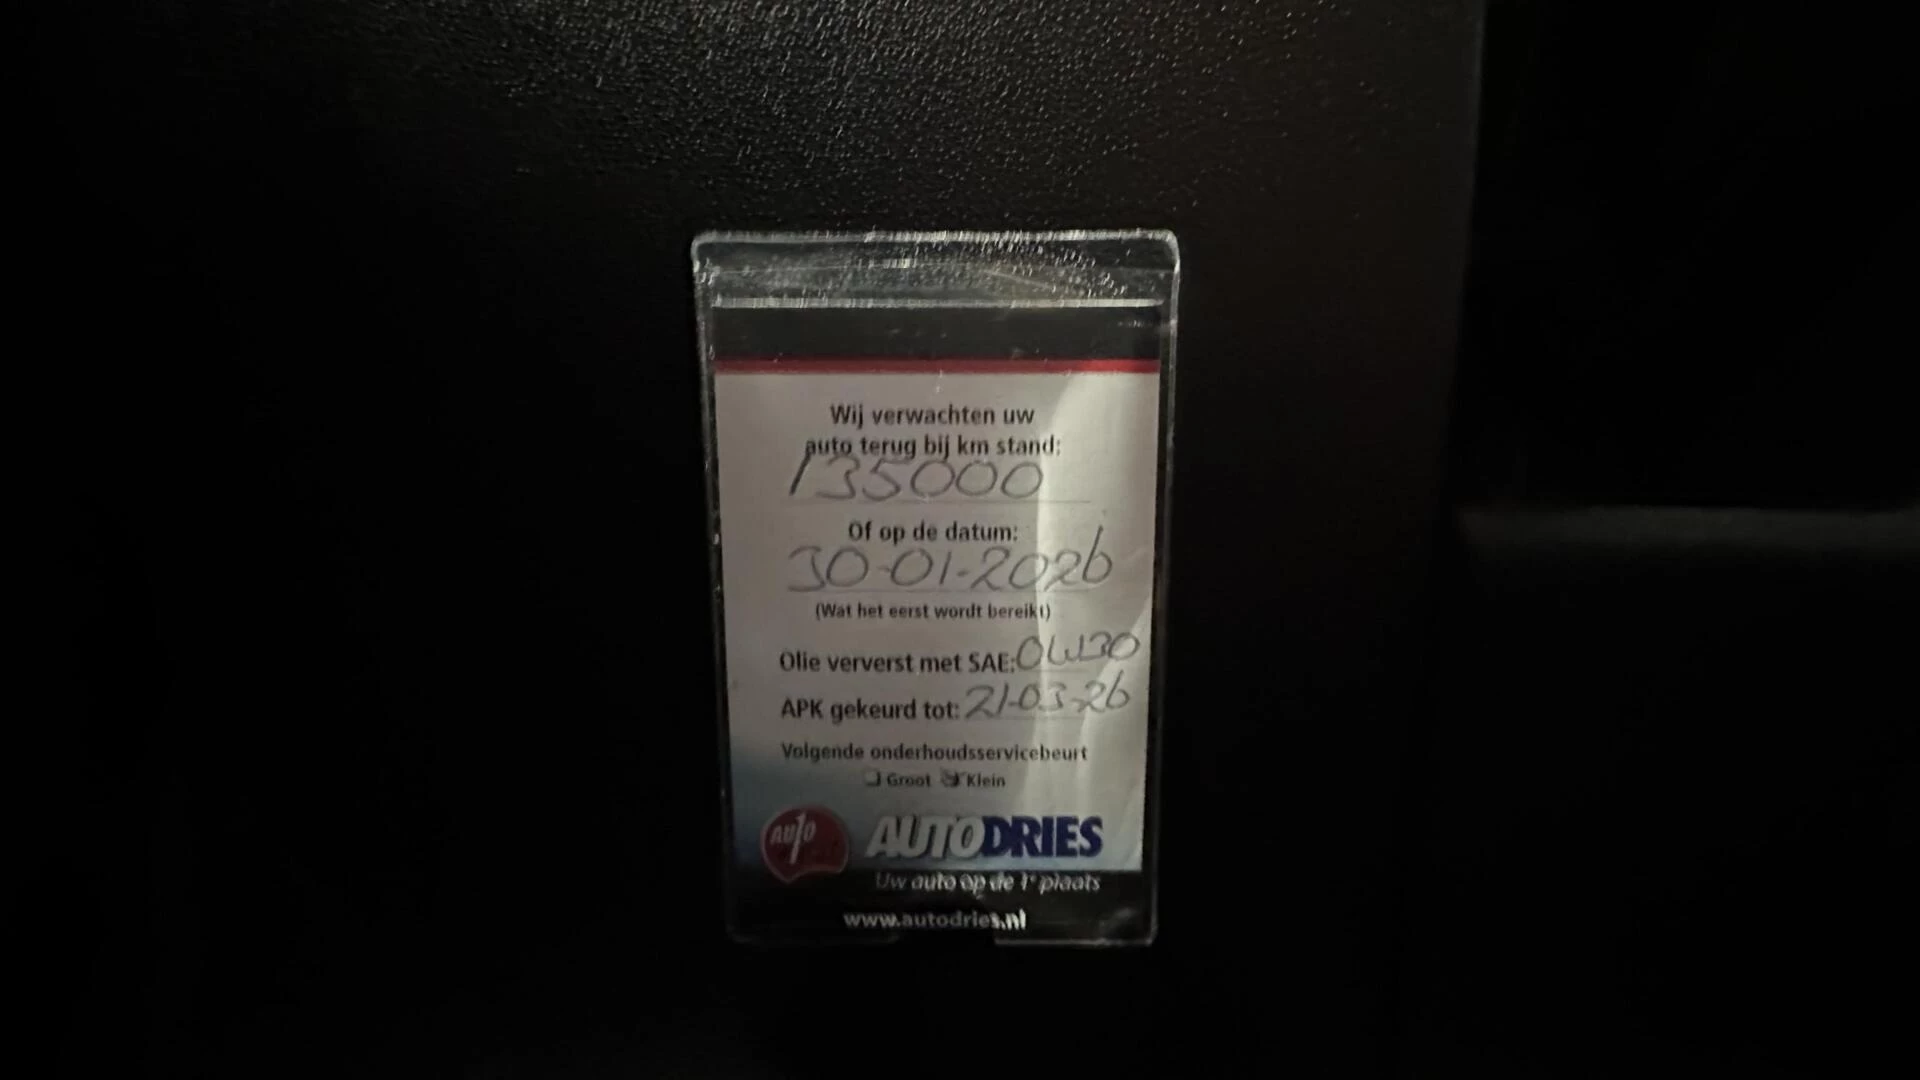 Wij verwachten uw
auto terug bij km stand:
135000
Of op de datum:
30-01-2026
(Wat het eerst wordt bereikt)
Olie ververst met SAE: 0W30
APK gekeurd tot: 21-03-26
Volgende onderhoudsservicebeurt
Groot Klein
AUTODRIES
Uw auto op de 1e plaats
www.autodries.nl